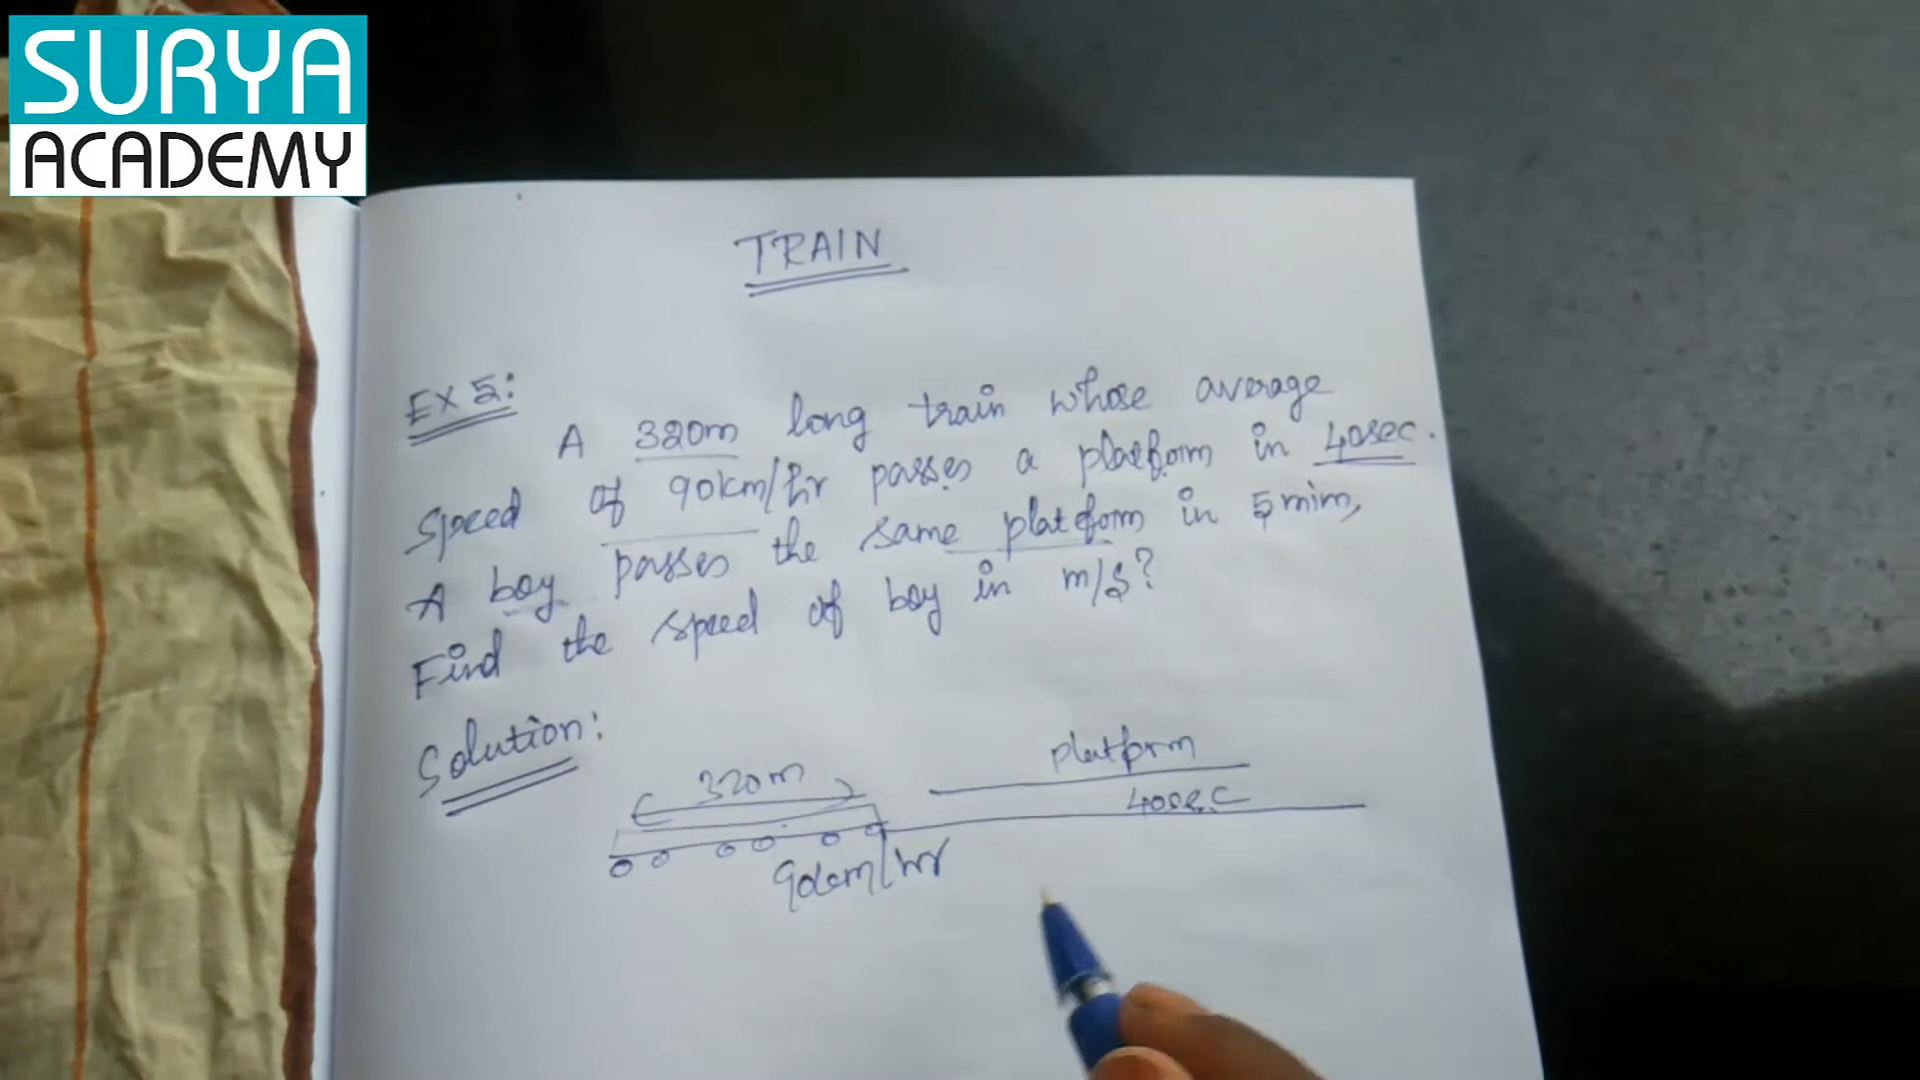 SURYA
ACADEMY
TRAIN
EX 5:
A 320m long train whose average
speed of 90km/hr passes a platform in 40sec.
A boy passes the same platform in 5 min,
Find the speed of boy in m/s?
Solution:
320m
platform
40sec
90km/hr